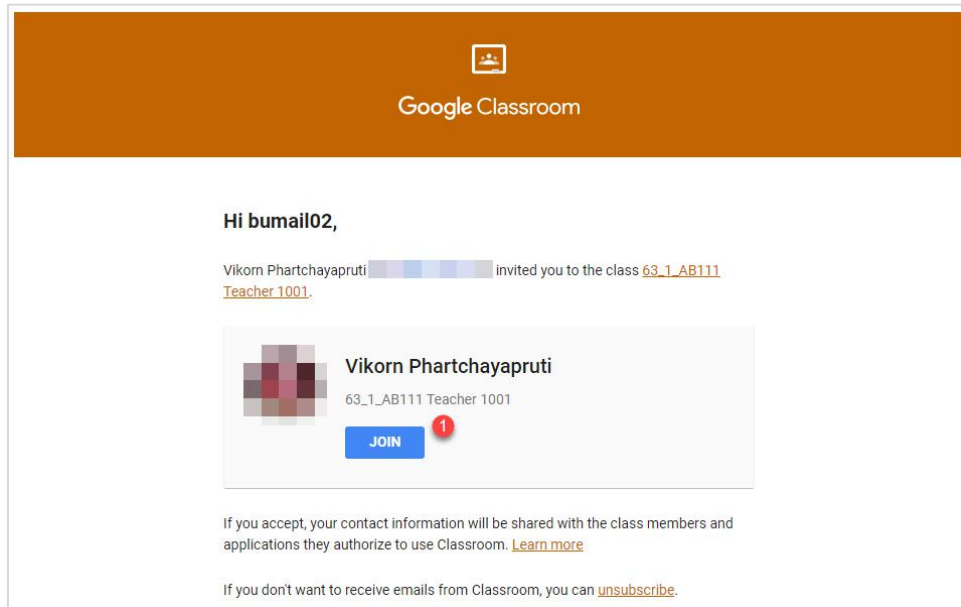 Google Classroom
Hi bumail02,
Vikorn Phartchayapruti invited you to the class 63_1_AB111
Teacher 1001.
Vikorn Phartchayapruti
63_1_AB111 Teacher 1001
1
JOIN
If you accept, your contact information will be shared with the class members and
applications they authorize to use Classroom. Learn more
If you don't want to receive emails from Classroom, you can unsubscribe.